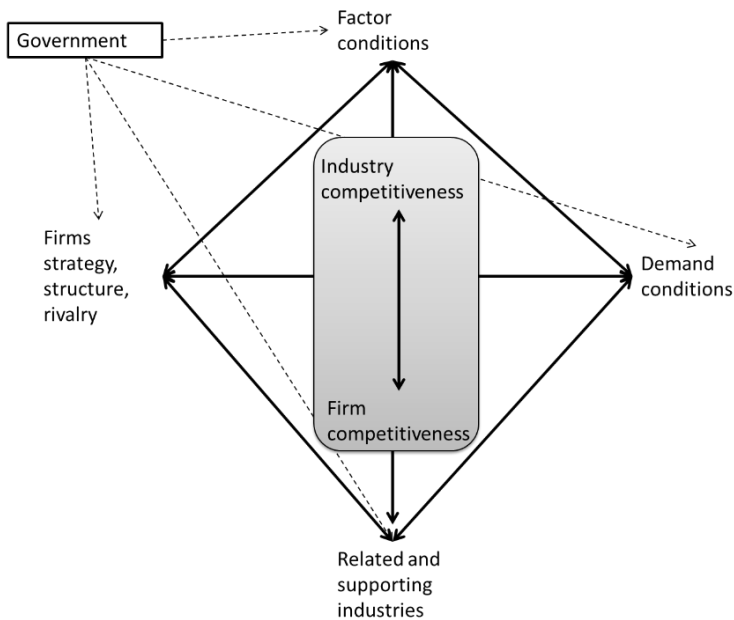 Government
Factor
conditions
Industry
competitiveness
Firms
strategy,
structure,
rivalry
Demand
conditions
Firm
competitiveness
Related and
supporting
industries